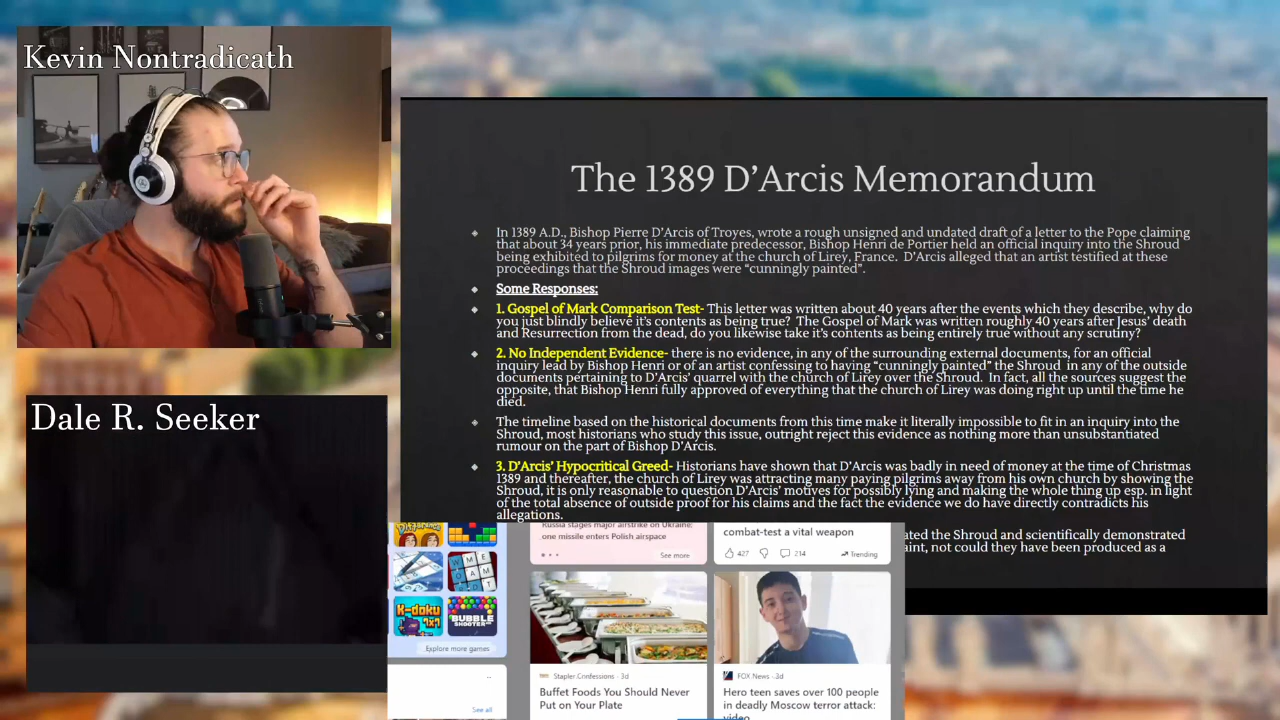 Kevin Nontradicath
Dale R. Seeker
The 1389 D’Arcis Memorandum
In 1389 A.D., Bishop Pierre D’Arcis of Troyes, wrote a rough unsigned and undated draft of a letter to the Pope claiming
that about 34 years prior, his immediate predecessor, Bishop Henri de Portier held an official inquiry into the Shroud
being exhibited to pilgrims for money at the church of Lirey, France.  D’Arcis alleged that an artist testified at these
proceedings that the Shroud images were “cunningly painted”.
Some Responses:
1. Gospel of Mark Comparison Test- This letter was written about 40 years after the events which they describe, why do
you just blindly believe it’s contents as being true?  The Gospel of Mark was written roughly 40 years after Jesus’ death
and Resurrection from the dead, do you likewise take it’s contents as being entirely true without any scrutiny?
2. No Independent Evidence- there is no evidence, in any of the surrounding external documents, for an official
inquiry lead by Bishop Henri or of an artist confessing to having “cunningly painted” the Shroud  in any of the outside
documents pertaining to D’Arcis’ quarrel with the church of Lirey over the Shroud.  In fact, all the sources suggest the
opposite, that Bishop Henri fully approved of everything that the church of Lirey was doing right up until the time he
died.
The timeline based on the historical documents from this time make it literally impossible to fit in an inquiry into the
Shroud, most historians who study this issue, outright reject this evidence as nothing more than unsubstantiated
rumour on the part of Bishop D’Arcis.
3. D’Arcis’ Hypocritical Greed- Historians have shown that D’Arcis was badly in need of money at the time of Christmas
1389 and thereafter, the church of Lirey was attracting many paying pilgrims away from his own church by showing the
Shroud, it is only reasonable to question D’Arcis’ motives for possibly lying and making the whole thing up esp. in light
of the total absence of outside proof for his claims and the fact the evidence we do have directly contradicts his
allegations.
ated the Shroud and scientifically demonstrated
aint, not could they have been produced as a
Russia stages major airstrike on Ukraine:
one missile enters Polish airspace
See more
combat-test a vital weapon
427 214 Trending
K-doku
BUBBLE
SHOOTER
Explore more games
See all
Stapler Confessions · 3d
Buffet Foods You Should Never
Put on Your Plate
FOX News · 3d
Hero teen saves over 100 people
in deadly Moscow terror attack:
video